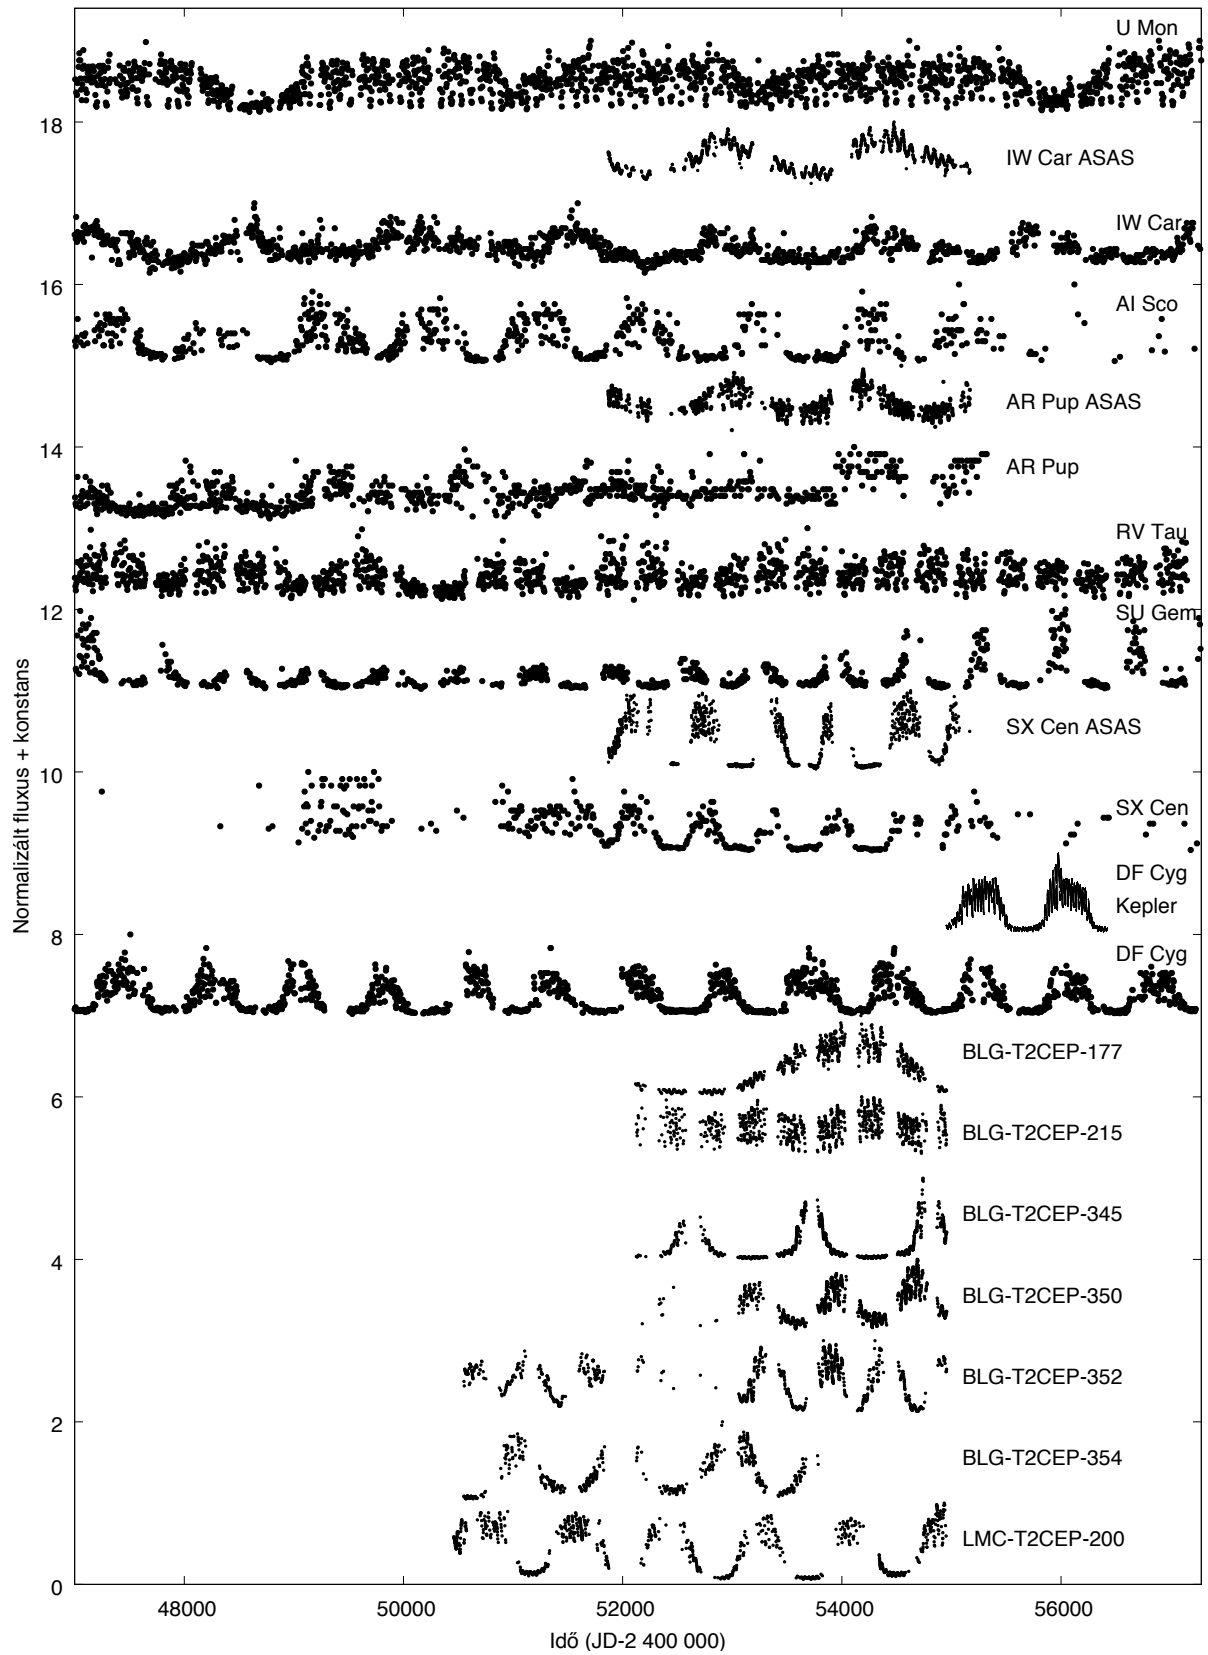 U Mon
18
IW Car ASAS
IW Car
16
AI Sco
AR Pup ASAS
14
AR Pup
RV Tau
12
SU Gem
SX Cen ASAS
10
SX Cen
DF Cyg
Kepler
8
DF Cyg
BLG-T2CEP-177
6
BLG-T2CEP-215
BLG-T2CEP-345
4
BLG-T2CEP-350
BLG-T2CEP-352
2
BLG-T2CEP-354
LMC-T2CEP-200
0
Normalizált fluxus + konstans
48000 50000 52000 54000 56000
Idő (JD-2 400 000)